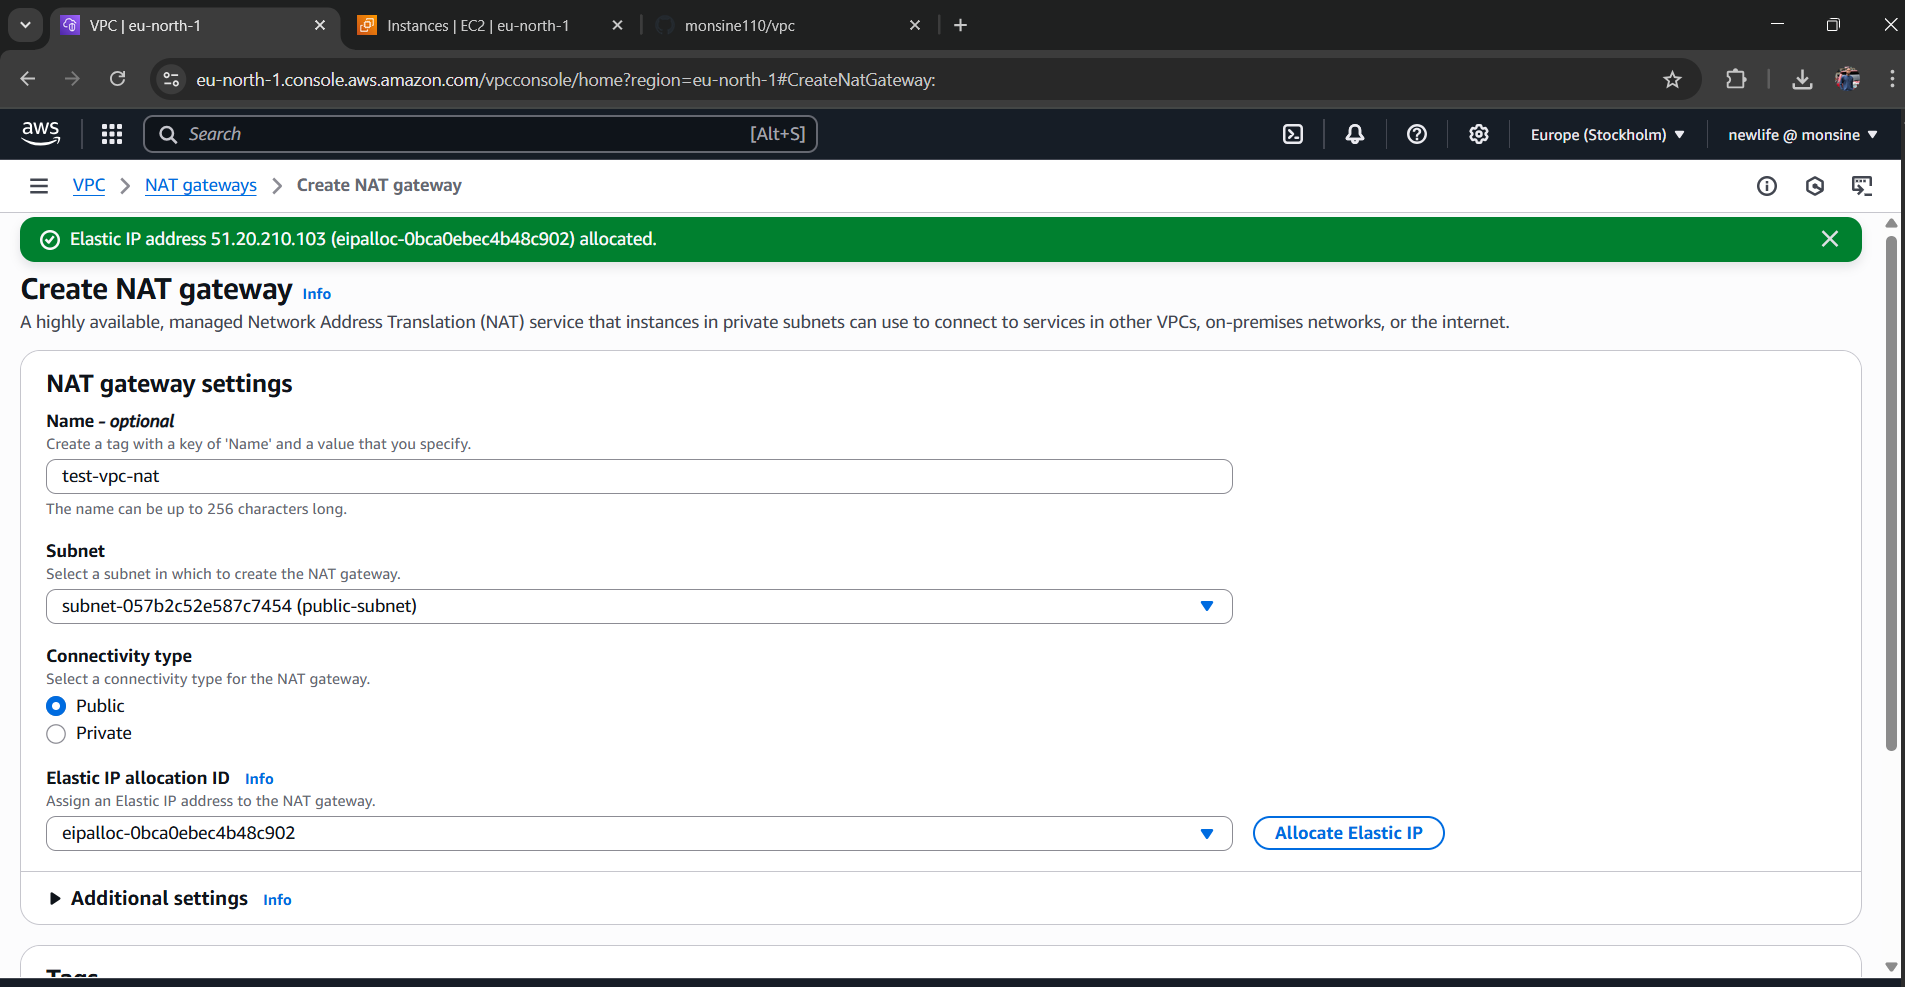 VPC | eu-north-1
Instances | EC2 | eu-north-1
monsine110/vpc
eu-north-1.console.aws.amazon.com/vpcconsole/home?region=eu-north-1#CreateNatGateway:
aws
Search
[Alt+S]
Europe (Stockholm)
newlife @ monsine
VPC
NAT gateways
Create NAT gateway
Elastic IP address 51.20.210.103 (eipalloc-0bca0ebec4b48c902) allocated.
Create NAT gateway Info
A highly available, managed Network Address Translation (NAT) service that instances in private subnets can use to connect to services in other VPCs, on-premises networks, or the internet.
NAT gateway settings
Name - optional
Create a tag with a key of 'Name' and a value that you specify.
test-vpc-nat
The name can be up to 256 characters long.
Subnet
Select a subnet in which to create the NAT gateway.
subnet-057b2c52e587c7454 (public-subnet)
Connectivity type
Select a connectivity type for the NAT gateway.
Public
Private
Elastic IP allocation ID Info
Assign an Elastic IP address to the NAT gateway.
eipalloc-0bca0ebec4b48c902
Allocate Elastic IP
Additional settings Info
Tags